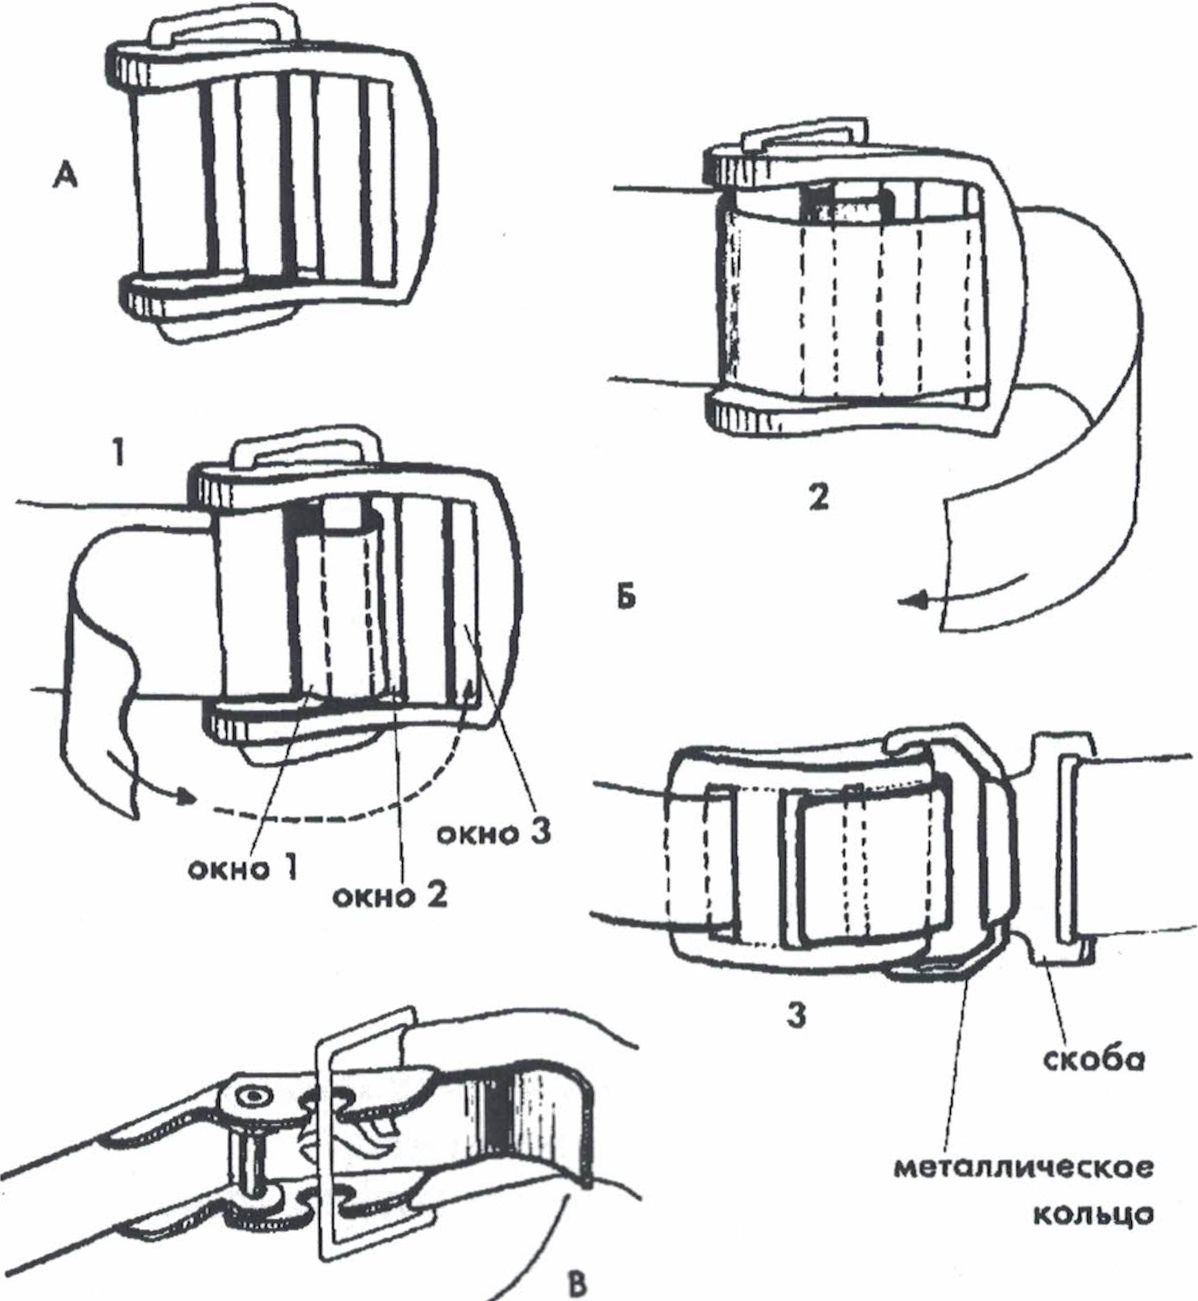 А
1
2
Б
окно 3
окно 1
окно 2
3
скоба
металлическое
кольцо
В